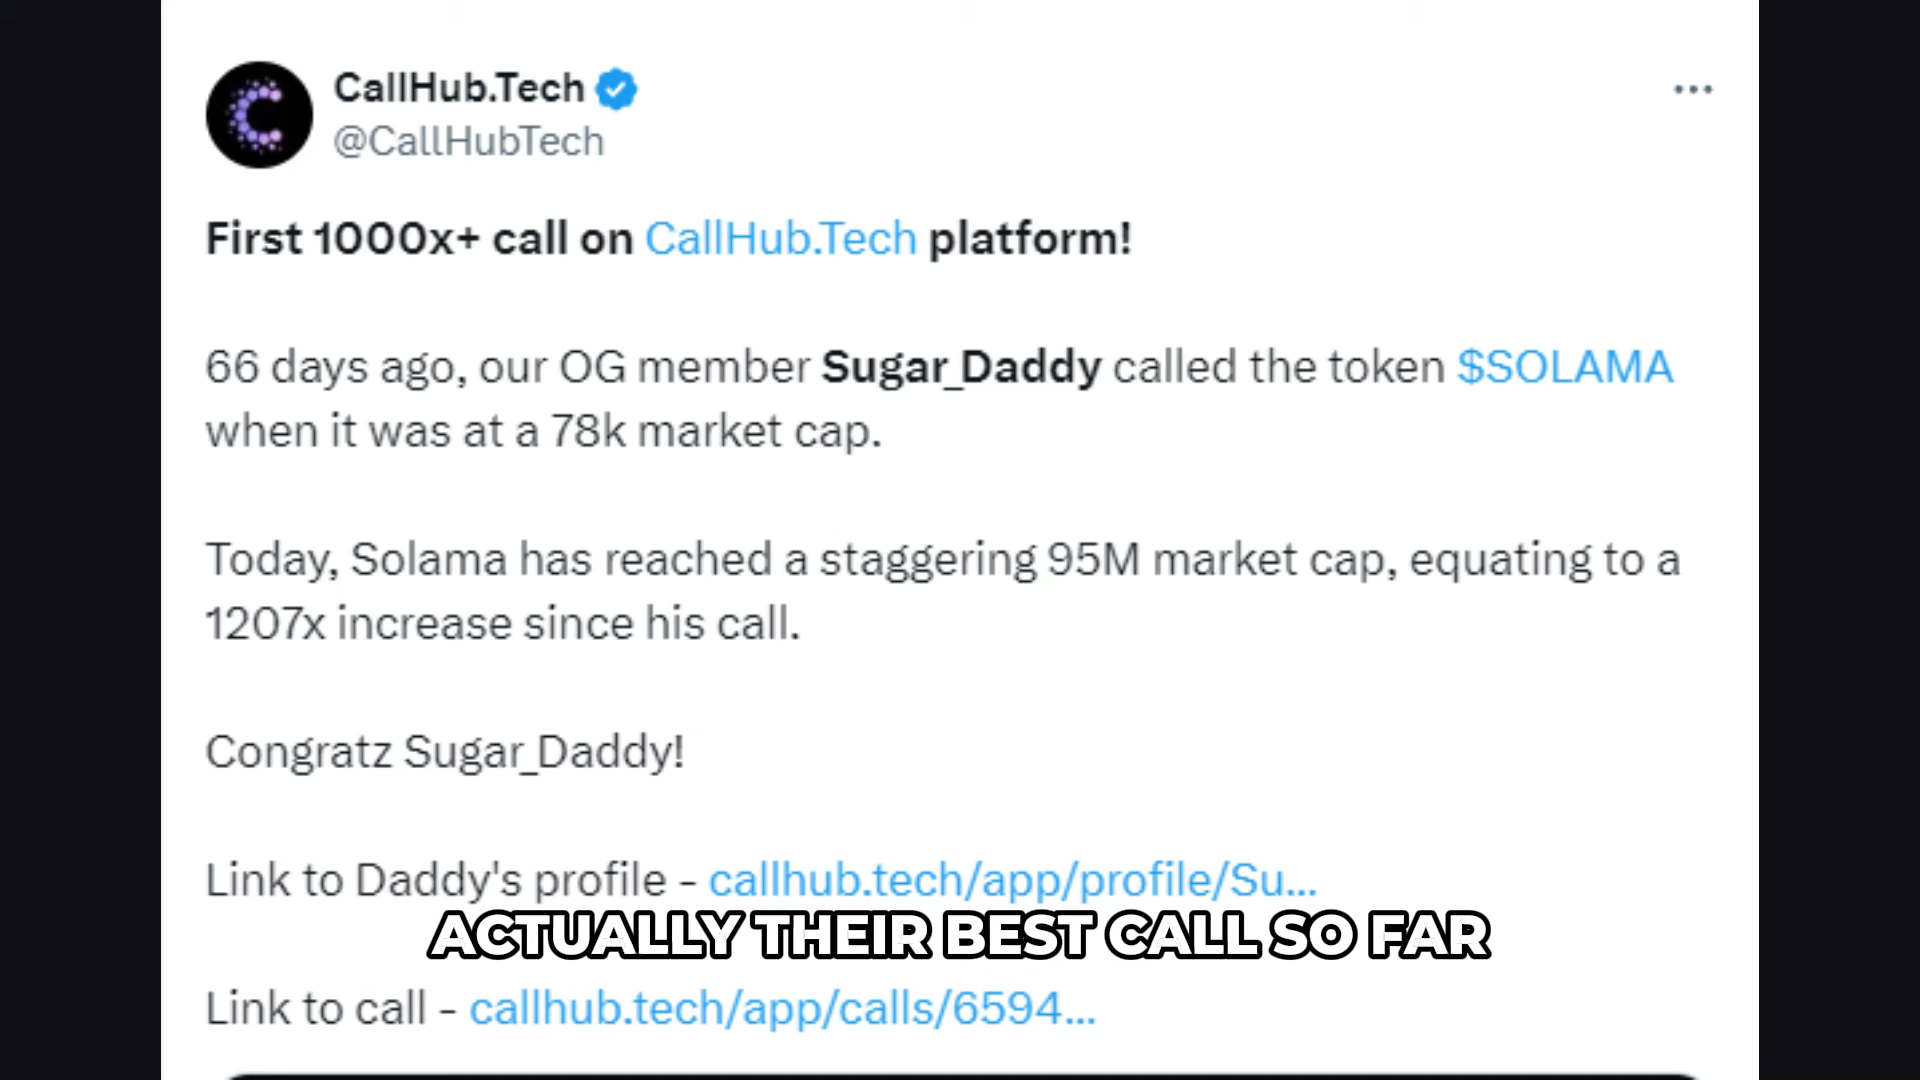 CallHub.Tech
@CallHubTech
First 1000x+ call on CallHub.Tech platform!
66 days ago, our OG member Sugar_Daddy called the token $SOLAMA
when it was at a 78k market cap.
Today, Solama has reached a staggering 95M market cap, equating to a
1207x increase since his call.
Congratz Sugar_Daddy!
Link to Daddy's profile - callhub.tech/app/profile/Su...
ACTUALLY THEIR BEST CALL SO FAR
Link to call - callhub.tech/app/calls/6594...